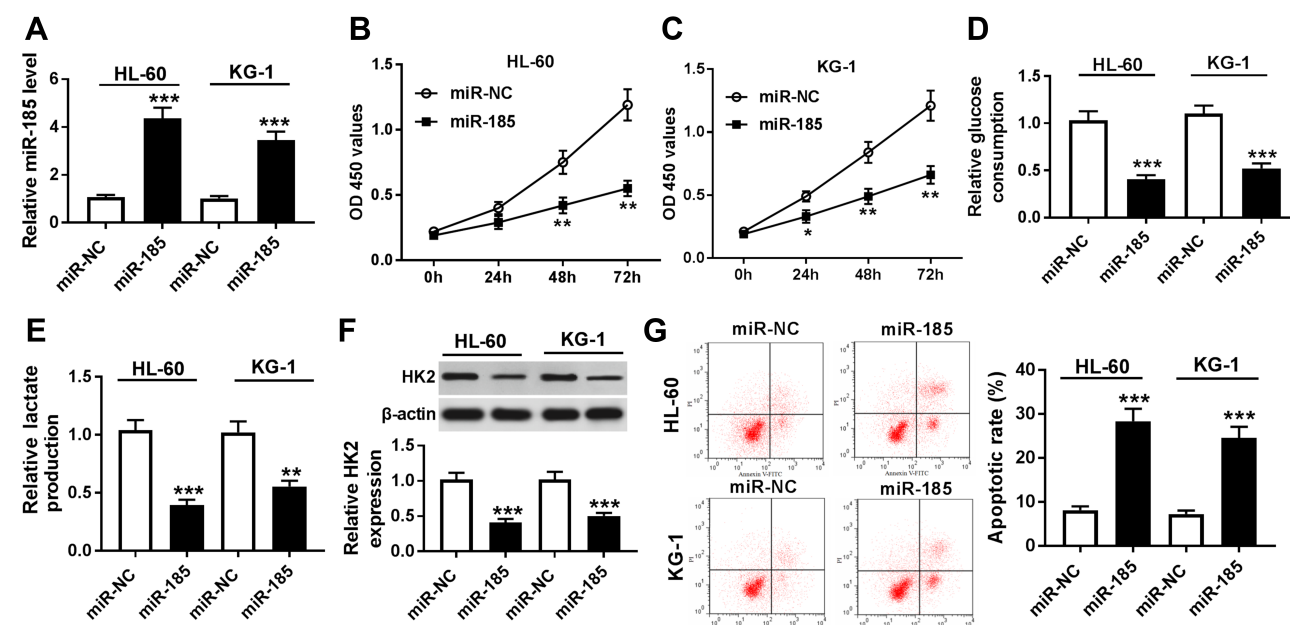 A
Relative miR-185 level
HL-60
KG-1
6
4
2
0
***
***
miR-NC
miR-185
miR-NC
miR-185
B
HL-60
OD 450 values
1.5
1.0
0.5
0.0
miR-NC
miR-185
**
**
0h
24h
48h
72h
C
KG-1
OD 450 values
1.5
1.0
0.5
0.0
miR-NC
miR-185
*
**
**
0h
24h
48h
72h
D
Relative glucose
consumption
HL-60
KG-1
1.5
1.0
0.5
0.0
***
***
miR-NC
miR-185
miR-NC
miR-185
E
Relative lactate
production
HL-60
KG-1
1.5
1.0
0.5
0.0
***
**
miR-NC
miR-185
miR-NC
miR-185
F
HL-60
KG-1
HK2
β-actin
Relative HK2
expression
1.5
1.0
0.5
0.0
***
***
miR-NC
miR-185
miR-NC
miR-185
G
miR-NC
miR-185
HL-60
PI
PI
Annexin V-FITC
Annexin V-FITC
miR-NC
miR-185
KG-1
PI
PI
Apoptotic rate (%)
HL-60
KG-1
40
30
20
10
0
***
***
miR-NC
miR-185
miR-NC
miR-185